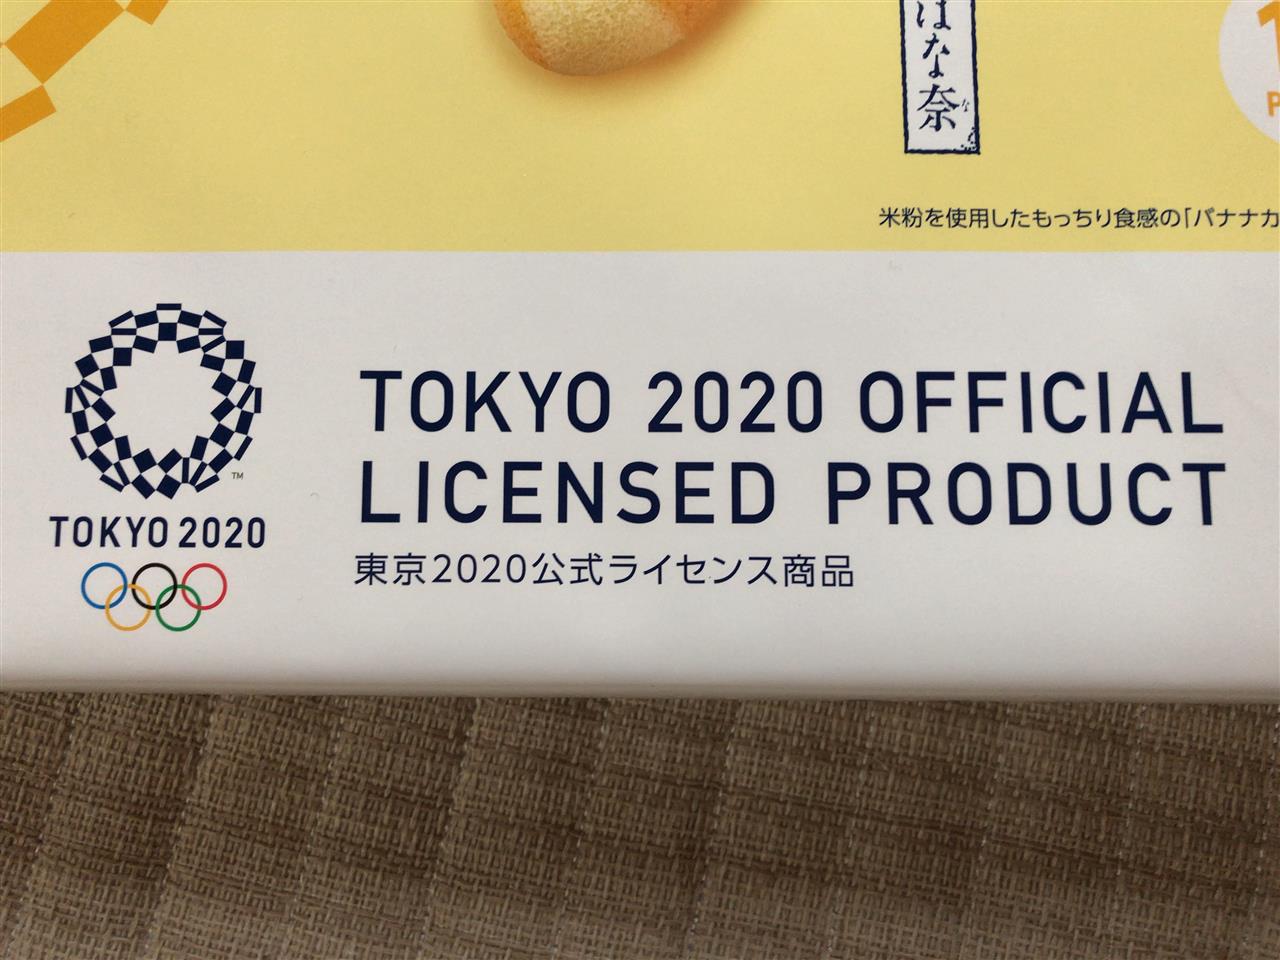 はな奈
な
P
米粉を使用したもっちり食感の「バナナカ
TOKYO 2020 OFFICIAL
LICENSED PRODUCT
東京2020公式ライセンス商品
TM
TOKYO 2020